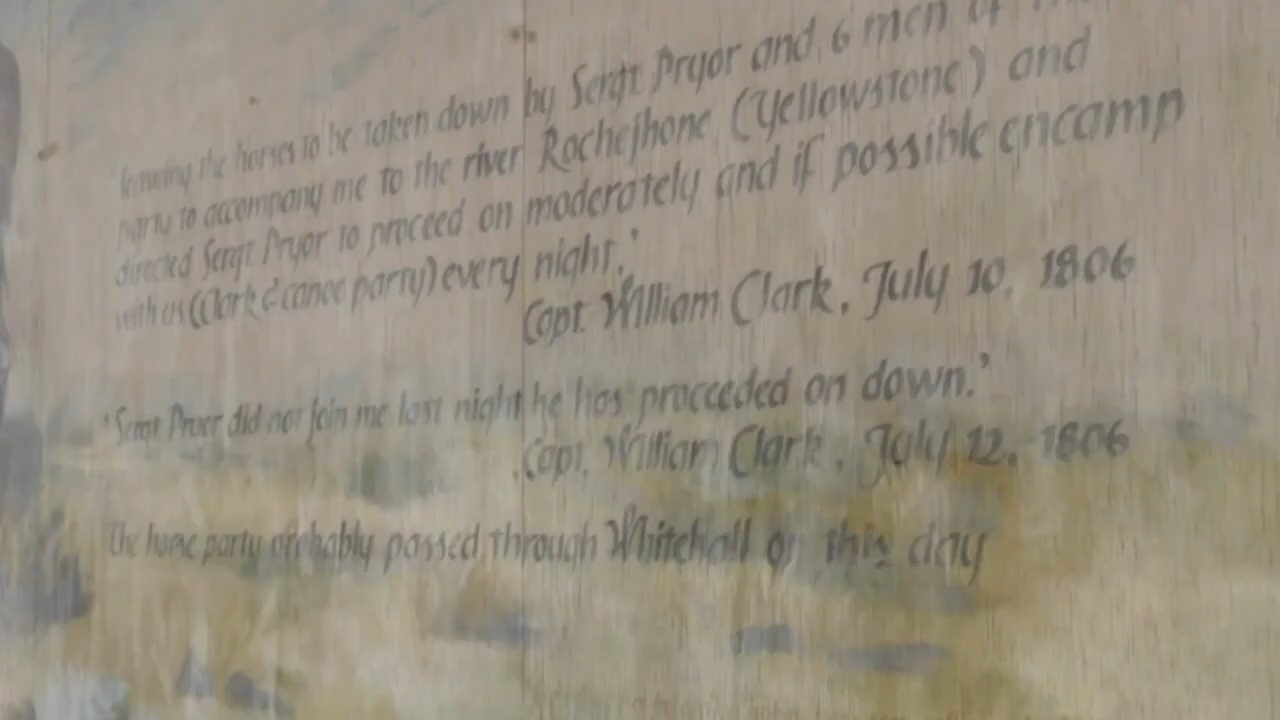 'leaving the horses to be taken down by Sergt Pryor and 6 men of
party to accompany me to the river Rochejhone (Yellowstone) and
directed Sergt Pryor to proceed on moderately and if possible encamp
with us (Clark & canoe party) every night.'
Capt. William Clark, July 10, 1806
'Sergt Pryer did not join me last night he has proceeded on down.'
Capt. William Clark, July 12, 1806
The horse party probably passed through Whitehall on this day